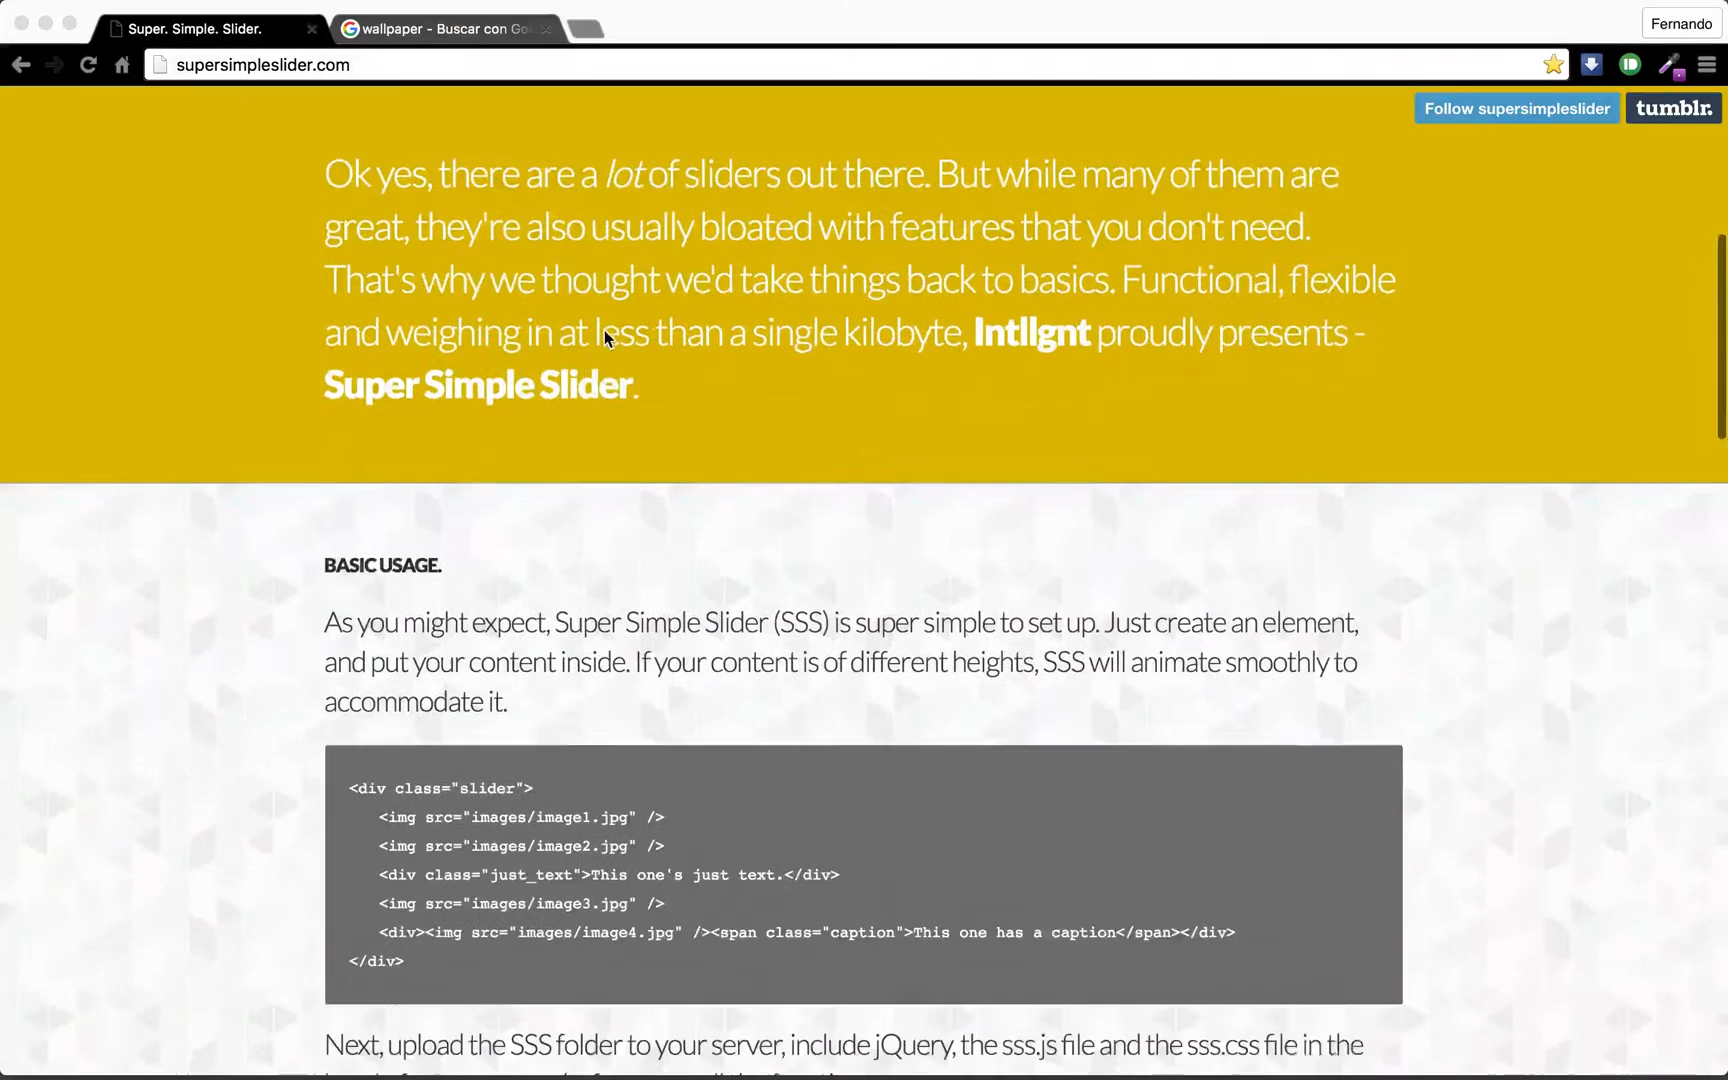 Super. Simple. Slider.
wallpaper - Buscar con Go
Fernando
supersimpleslider.com
Follow supersimpleslider
tumblr.
Ok yes, there are a lot of sliders out there. But while many of them are
great, they're also usually bloated with features that you don't need.
That's why we thought we'd take things back to basics. Functional, flexible
and weighing in at less than a single kilobyte, Intllgnt proudly presents -
Super Simple Slider.
BASIC USAGE.
As you might expect, Super Simple Slider (SSS) is super simple to set up. Just create an element,
and put your content inside. If your content is of different heights, SSS will animate smoothly to
accommodate it.
<div class="slider">
<img src="images/image1.jpg" />
<img src="images/image2.jpg" />
<div class="just_text">This one's just text.</div>
<img src="images/image3.jpg" />
<div><img src="images/image4.jpg" /><span class="caption">This one has a caption</span></div>
</div>
Next, upload the SSS folder to your server, include jQuery, the sss.js file and the sss.css file in the